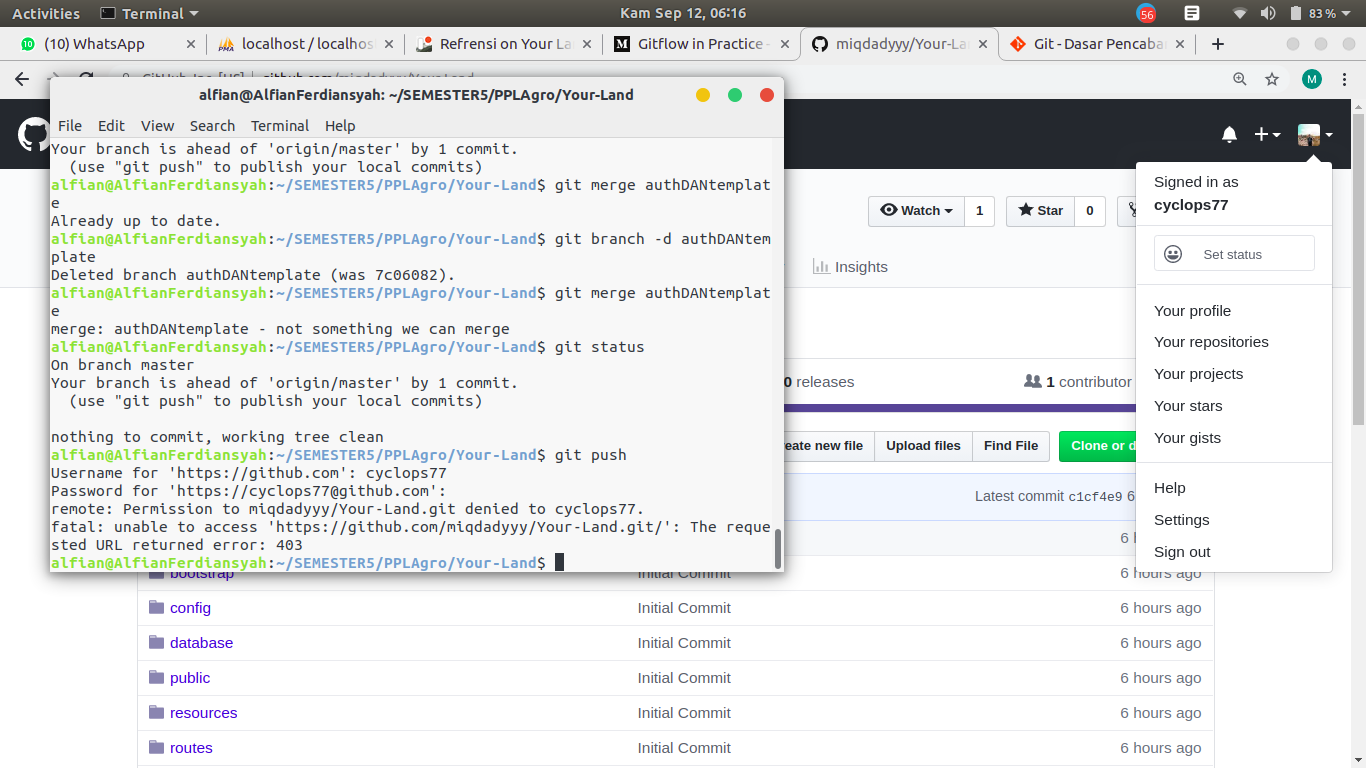 Activities
Terminal
Kam Sep 12, 06:16
56
83 %
(10) WhatsApp
localhost / localhos
Refrensi on Your La
Gitflow in Practice -
miqdadyyy/Your-La
Git - Dasar Pencaba
M
alfian@AlfianFerdiansyah: ~/SEMESTER5/PPLAgro/Your-Land
File Edit View Search Terminal Help
Your branch is ahead of 'origin/master' by 1 commit.
(use "git push" to publish your local commits)
alfian@AlfianFerdiansyah:~/SEMESTER5/PPLAgro/Your-Land$ git merge authDANtemplat
e
Already up to date.
alfian@AlfianFerdiansyah:~/SEMESTER5/PPLAgro/Your-Land$ git branch -d authDANtem
plate
Deleted branch authDANtemplate (was 7c06082).
alfian@AlfianFerdiansyah:~/SEMESTER5/PPLAgro/Your-Land$ git merge authDANtemplat
e
merge: authDANtemplate - not something we can merge
alfian@AlfianFerdiansyah:~/SEMESTER5/PPLAgro/Your-Land$ git status
On branch master
Your branch is ahead of 'origin/master' by 1 commit.
(use "git push" to publish your local commits)
nothing to commit, working tree clean
alfian@AlfianFerdiansyah:~/SEMESTER5/PPLAgro/Your-Land$ git push
Username for 'https://github.com': cyclops77
Password for 'https://cyclops77@github.com':
remote: Permission to miqdadyyy/Your-Land.git denied to cyclops77.
fatal: unable to access 'https://github.com/miqdadyyy/Your-Land.git/': The reque
sted URL returned error: 403
alfian@AlfianFerdiansyah:~/SEMESTER5/PPLAgro/Your-Land$
Watch 1
Star 0
Insights
0 releases
1 contributor
eate new file
Upload files
Find File
Clone or d
Latest commit c1cf4e9 6
6 h
bootstrap Initial Commit 6 hours ago
config Initial Commit 6 hours ago
database Initial Commit 6 hours ago
public Initial Commit 6 hours ago
resources Initial Commit 6 hours ago
routes Initial Commit 6 hours ago
Signed in as
cyclops77
Set status
Your profile
Your repositories
Your projects
Your stars
Your gists
Help
Settings
Sign out